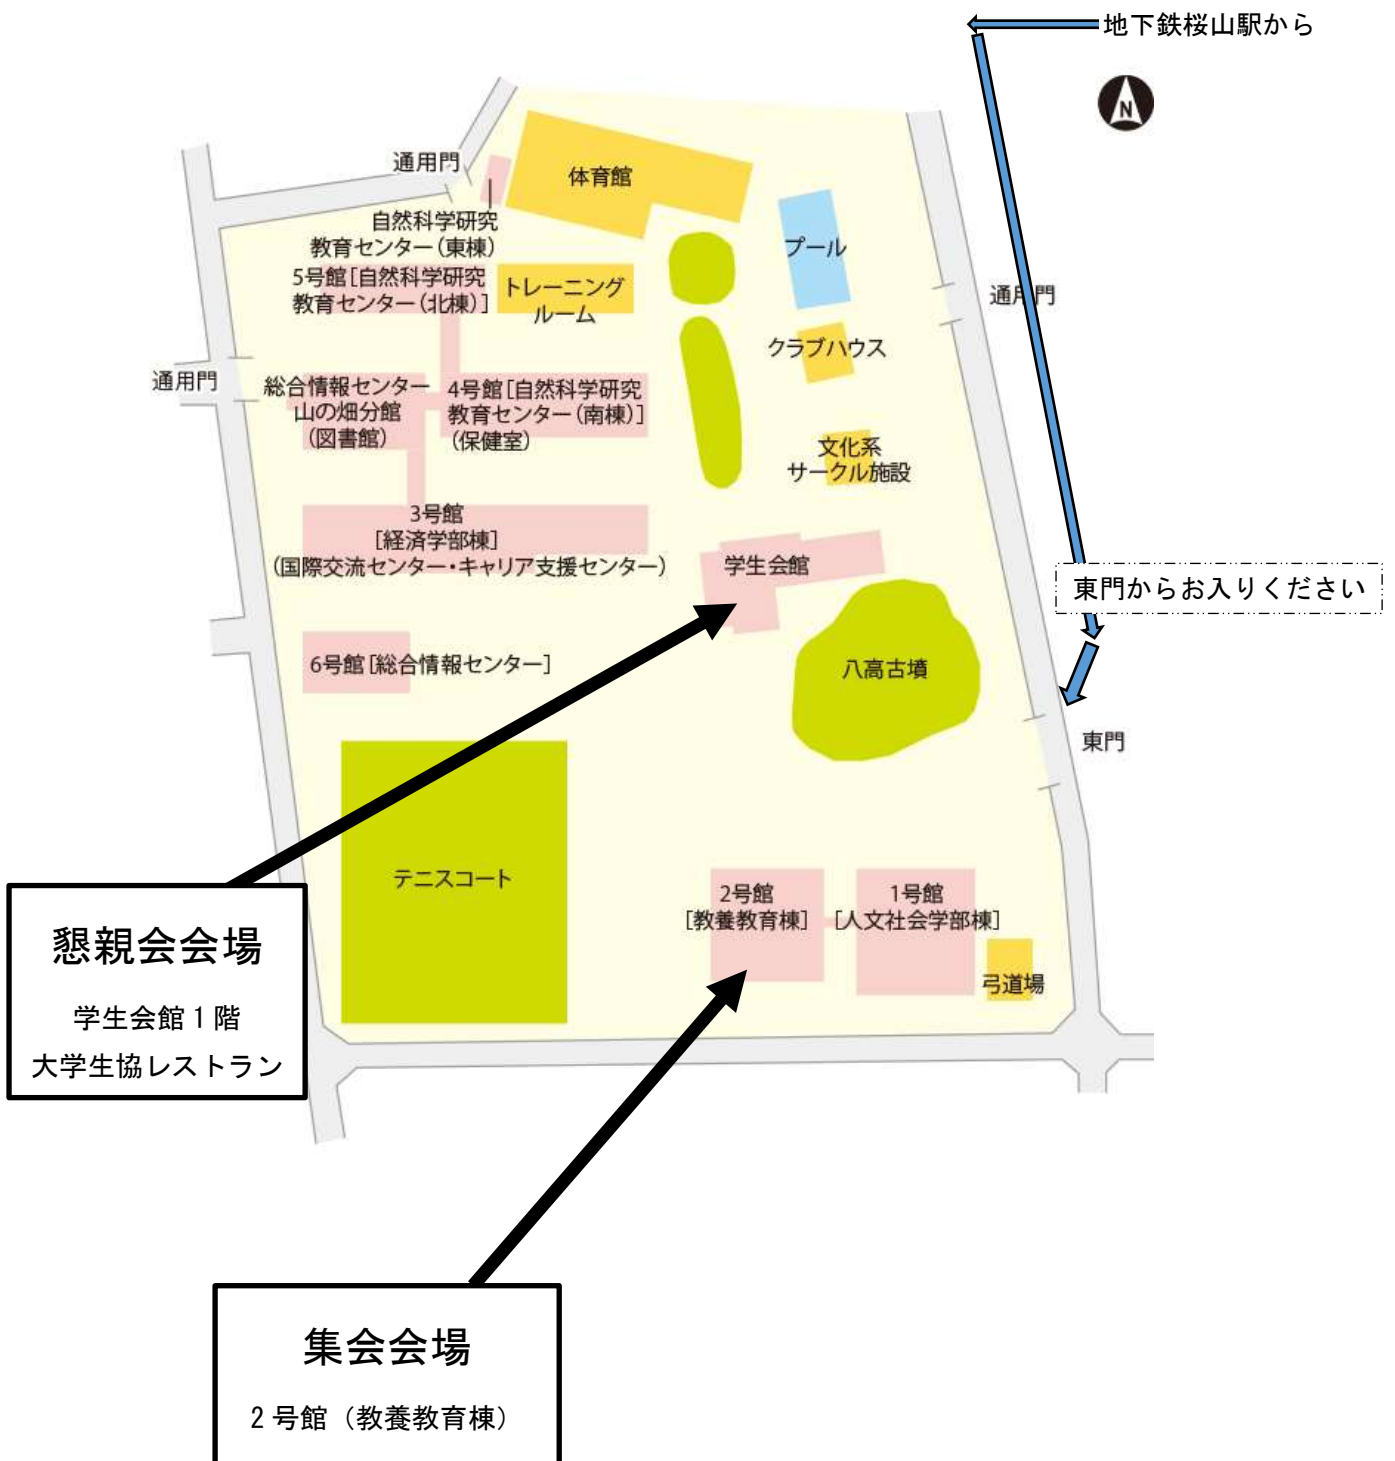 地下鉄桜山駅から
N
通用門
体育館
自然科学研究
教育センター(東棟)
プール
5号館[自然科学研究
教育センター(北棟)]
トレーニング
ルーム
通用門
クラブハウス
通用門
総合情報センター
山の畑分館
(図書館)
4号館[自然科学研究
教育センター(南棟)]
(保健室)
文化系
サークル施設
3号館
[経済学部棟]
(国際交流センター・キャリア支援センター)
学生会館
東門からお入りください
6号館[総合情報センター]
八高古墳
東門
テニスコート
2号館
[教養教育棟]
1号館
[人文社会学部棟]
弓道場
懇親会会場
学生会館1階
大学生協レストラン
集会会場
2号館（教養教育棟）